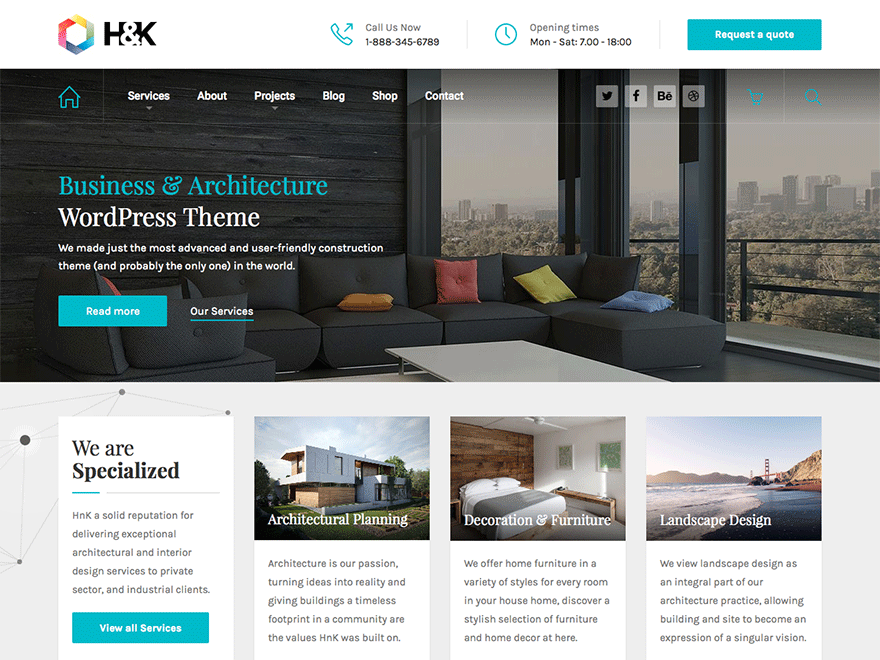 H&K
Call Us Now
1-888-345-6789
Opening times
Mon - Sat: 7.00 - 18:00
Request a quote
Services
About
Projects
Blog
Shop
Contact
Bē
Business & Architecture
WordPress Theme
We made just the most advanced and user-friendly construction
theme (and probably the only one) in the world.
Read more
Our Services
We are
Specialized
HnK a solid reputation for
delivering exceptional
architectural and interior
design services to private
sector, and industrial clients.
View all Services
Architectural Planning
Architecture is our passion,
turning ideas into reality and
giving buildings a timeless
footprint in a community are
the values HnK was built on.
Decoration & Furniture
We offer home furniture in a
variety of styles for every room
in your house home, discover a
stylish selection of furniture
and home decor at here.
Landscape Design
We view landscape design as
an integral part of our
architecture practice, allowing
building and site to become an
expression of a singular vision.